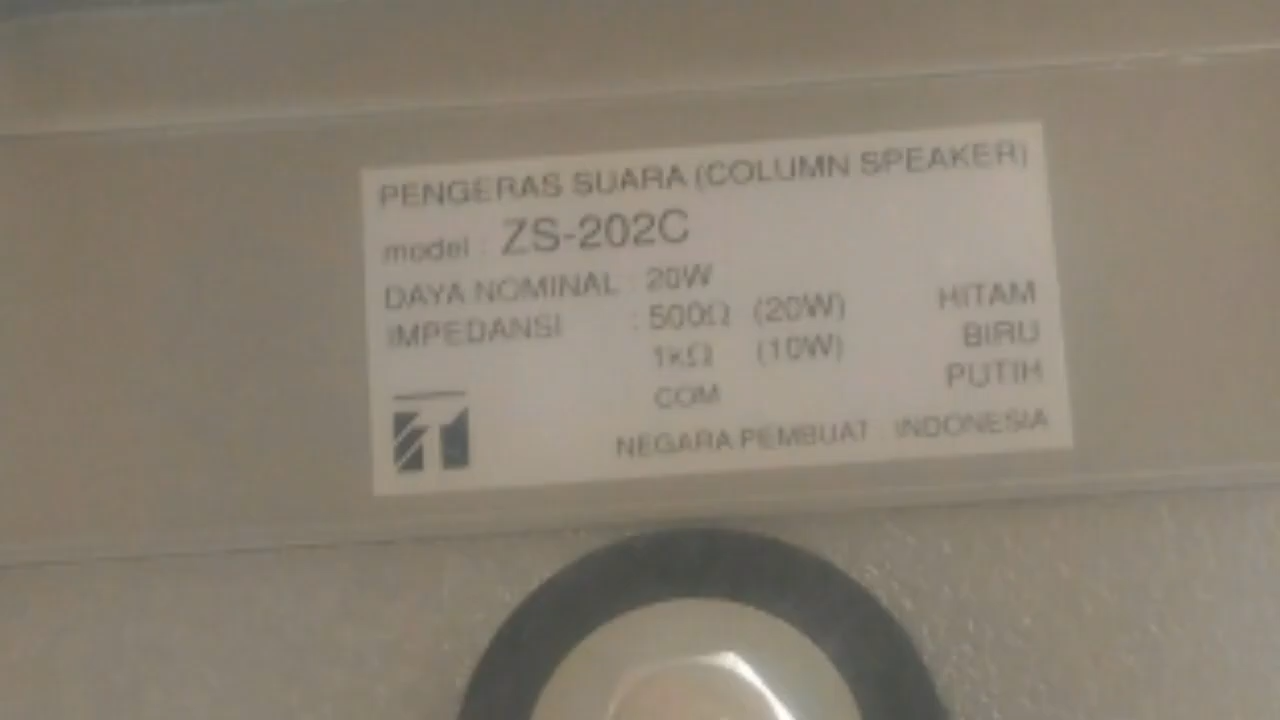 PENGERAS SUARA (COLUMN SPEAKER)
model : ZS-202C
DAYA NOMINAL : 20W
IMPEDANSI : 500Ω (20W) HITAM
1kΩ (10W) BIRU
COM PUTIH
NEGARA PEMBUAT INDONESIA